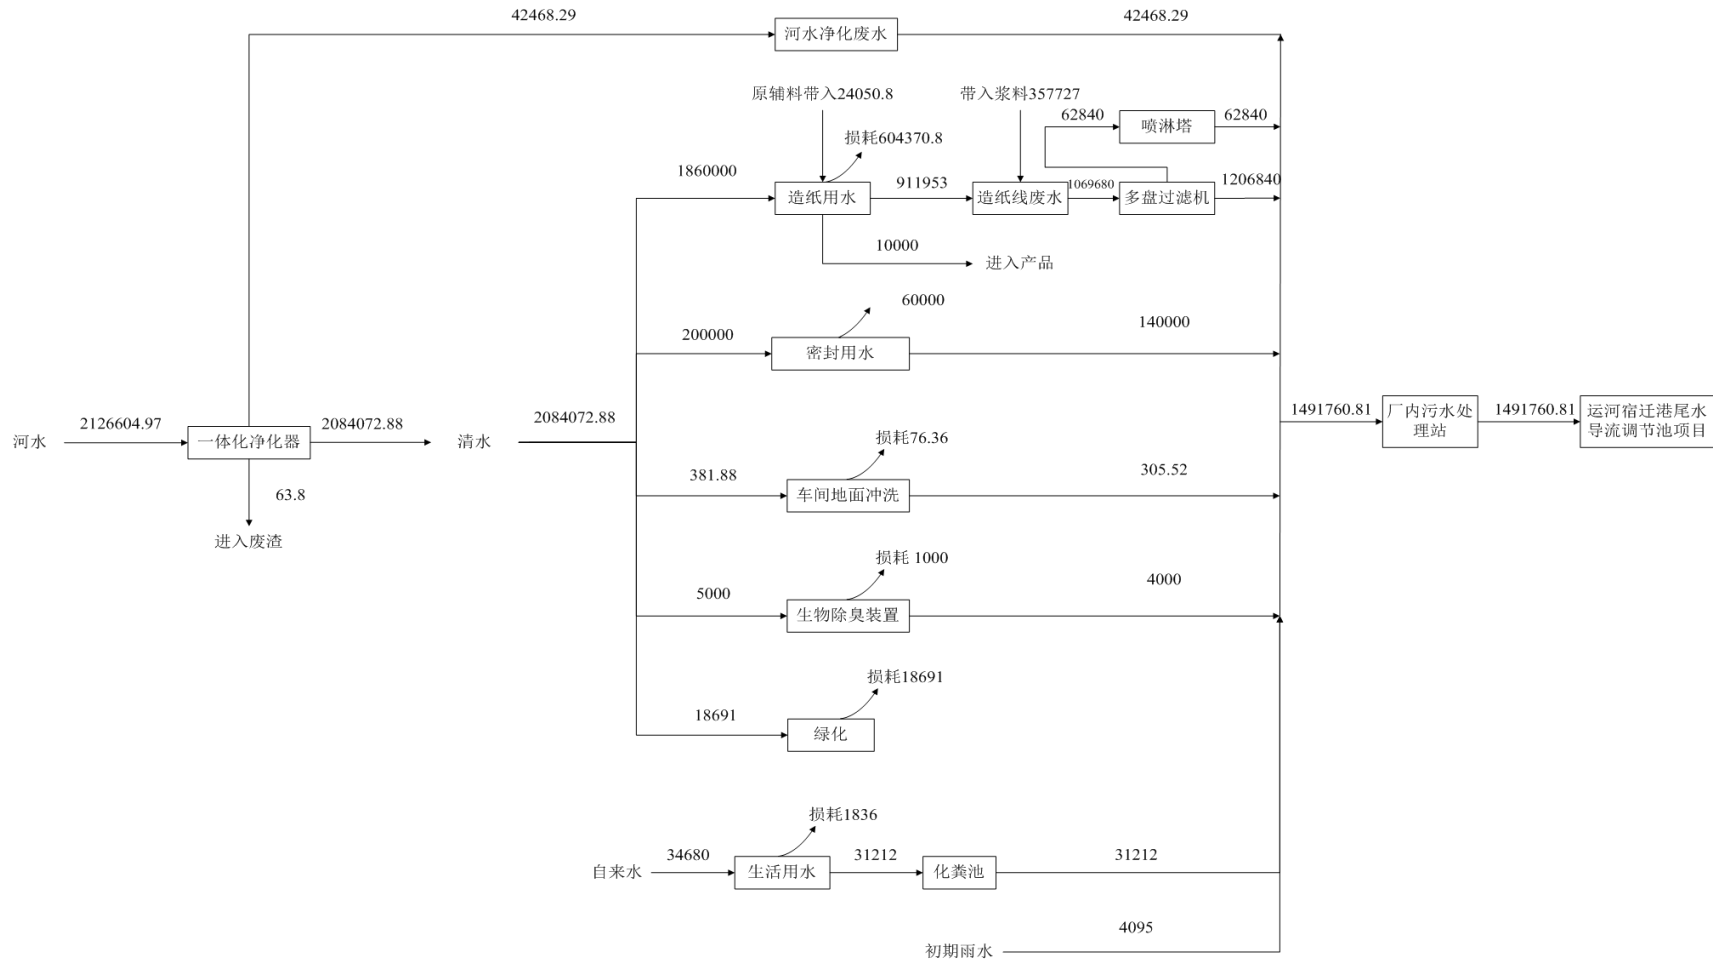 42468.29
42468.29
河水净化废水
原辅料带入24050.8
带入浆料357727
62840
喷淋塔
62840
损耗604370.8
1860000
造纸用水
911953
造纸线废水
1069680
多盘过滤机
1206840
10000
进入产品
60000
200000
密封用水
140000
河水
2126604.97
一体化净化器
2084072.88
清水
2084072.88
63.8
进入废渣
损耗76.36
381.88
车间地面冲洗
305.52
1491760.81
厂内污水处
理站
1491760.81
运河宿迁港尾水
导流调节池项目
损耗 1000
5000
生物除臭装置
4000
损耗18691
18691
绿化
损耗1836
自来水
34680
生活用水
31212
化粪池
31212
初期雨水
4095